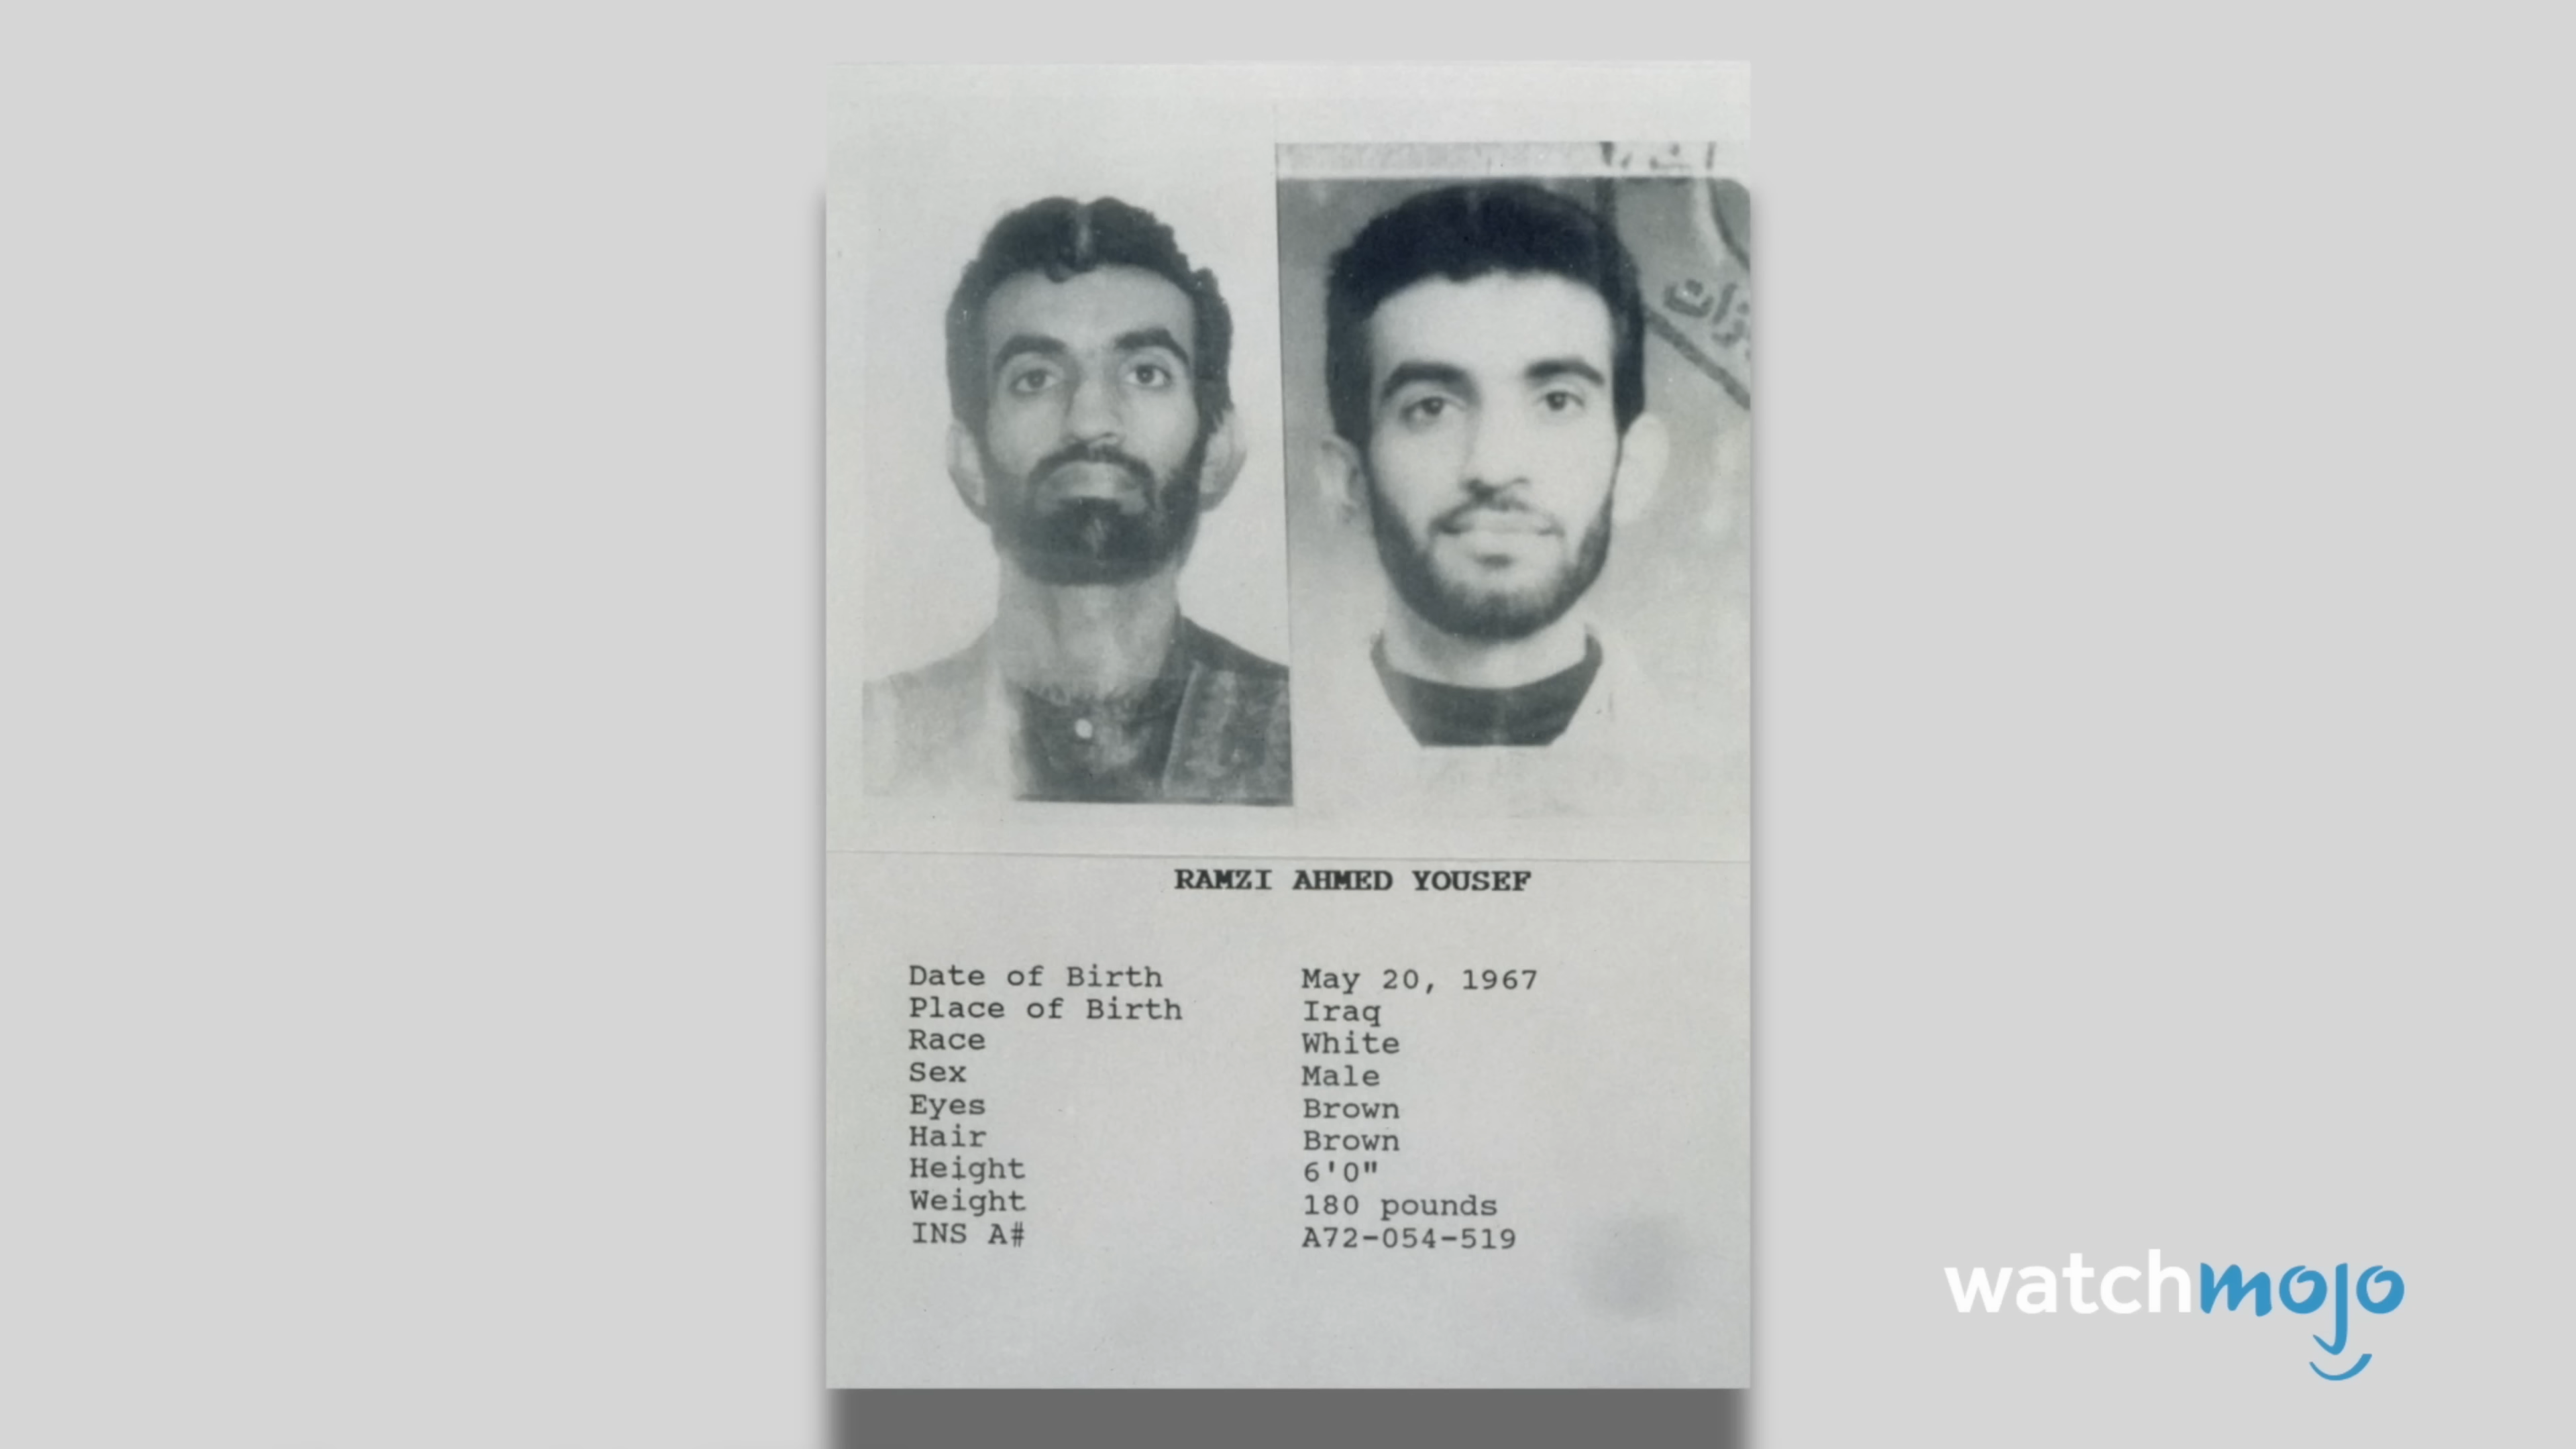 RAMZI AHMED YOUSEF
Date of Birth May 20, 1967
Place of Birth Iraq
Race White
Sex Male
Eyes Brown
Hair Brown
Height 6'0"
Weight 180 pounds
INS A# A72-054-519
watchmojo